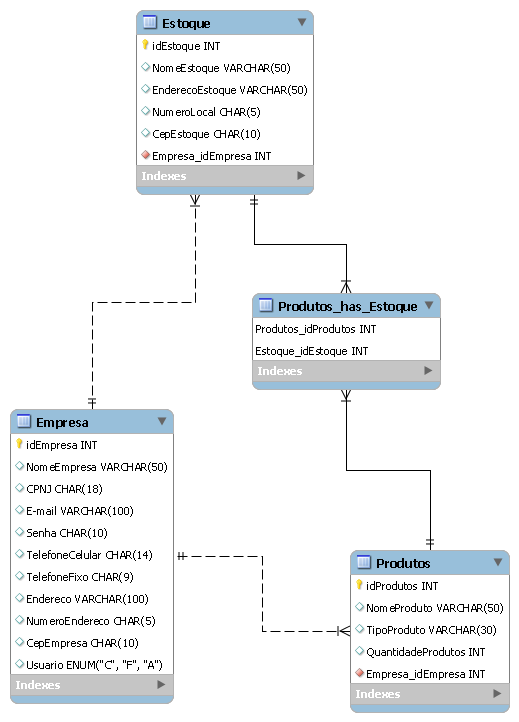 Estoque
idEstoque INT
NomeEstoque VARCHAR(50)
EnderecoEstoque VARCHAR(50)
NumeroLocal CHAR(5)
CepEstoque CHAR(10)
Empresa_idEmpresa INT
Indexes
Produtos_has_Estoque
Produtos_idProdutos INT
Estoque_idEstoque INT
Indexes
Empresa
idEmpresa INT
NomeEmpresa VARCHAR(50)
CPNJ CHAR(18)
E-mail VARCHAR(100)
Senha CHAR(10)
TelefoneCelular CHAR(14)
TelefoneFixo CHAR(9)
Endereco VARCHAR(100)
NumeroEndereco CHAR(5)
CepEmpresa CHAR(10)
Usuario ENUM("C", "F", "A")
Indexes
Produtos
idProdutos INT
NomeProduto VARCHAR(50)
TipoProduto VARCHAR(30)
QuantidadeProdutos INT
Empresa_idEmpresa INT
Indexes